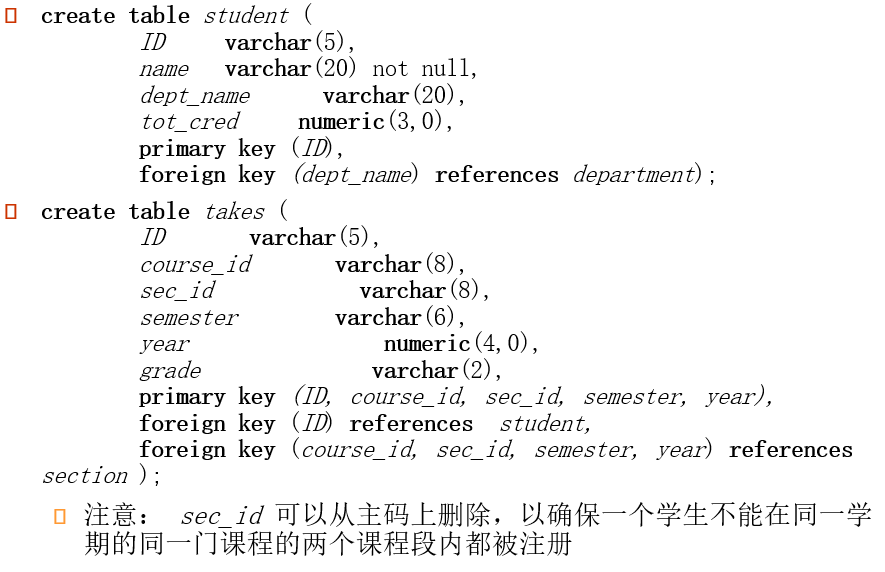 create table student (
ID varchar(5),
name varchar(20) not null,
dept_name varchar(20),
tot_cred numeric(3,0),
primary key (ID),
foreign key (dept_name) references department);
create table takes (
ID varchar(5),
course_id varchar(8),
sec_id varchar(8),
semester varchar(6),
year numeric(4,0),
grade varchar(2),
primary key (ID, course_id, sec_id, semester, year),
foreign key (ID) references student,
foreign key (course_id, sec_id, semester, year) references
section );
注意： sec_id 可以从主码上删除，以确保一个学生不能在同一学
期的同一门课程的两个课程段内都被注册